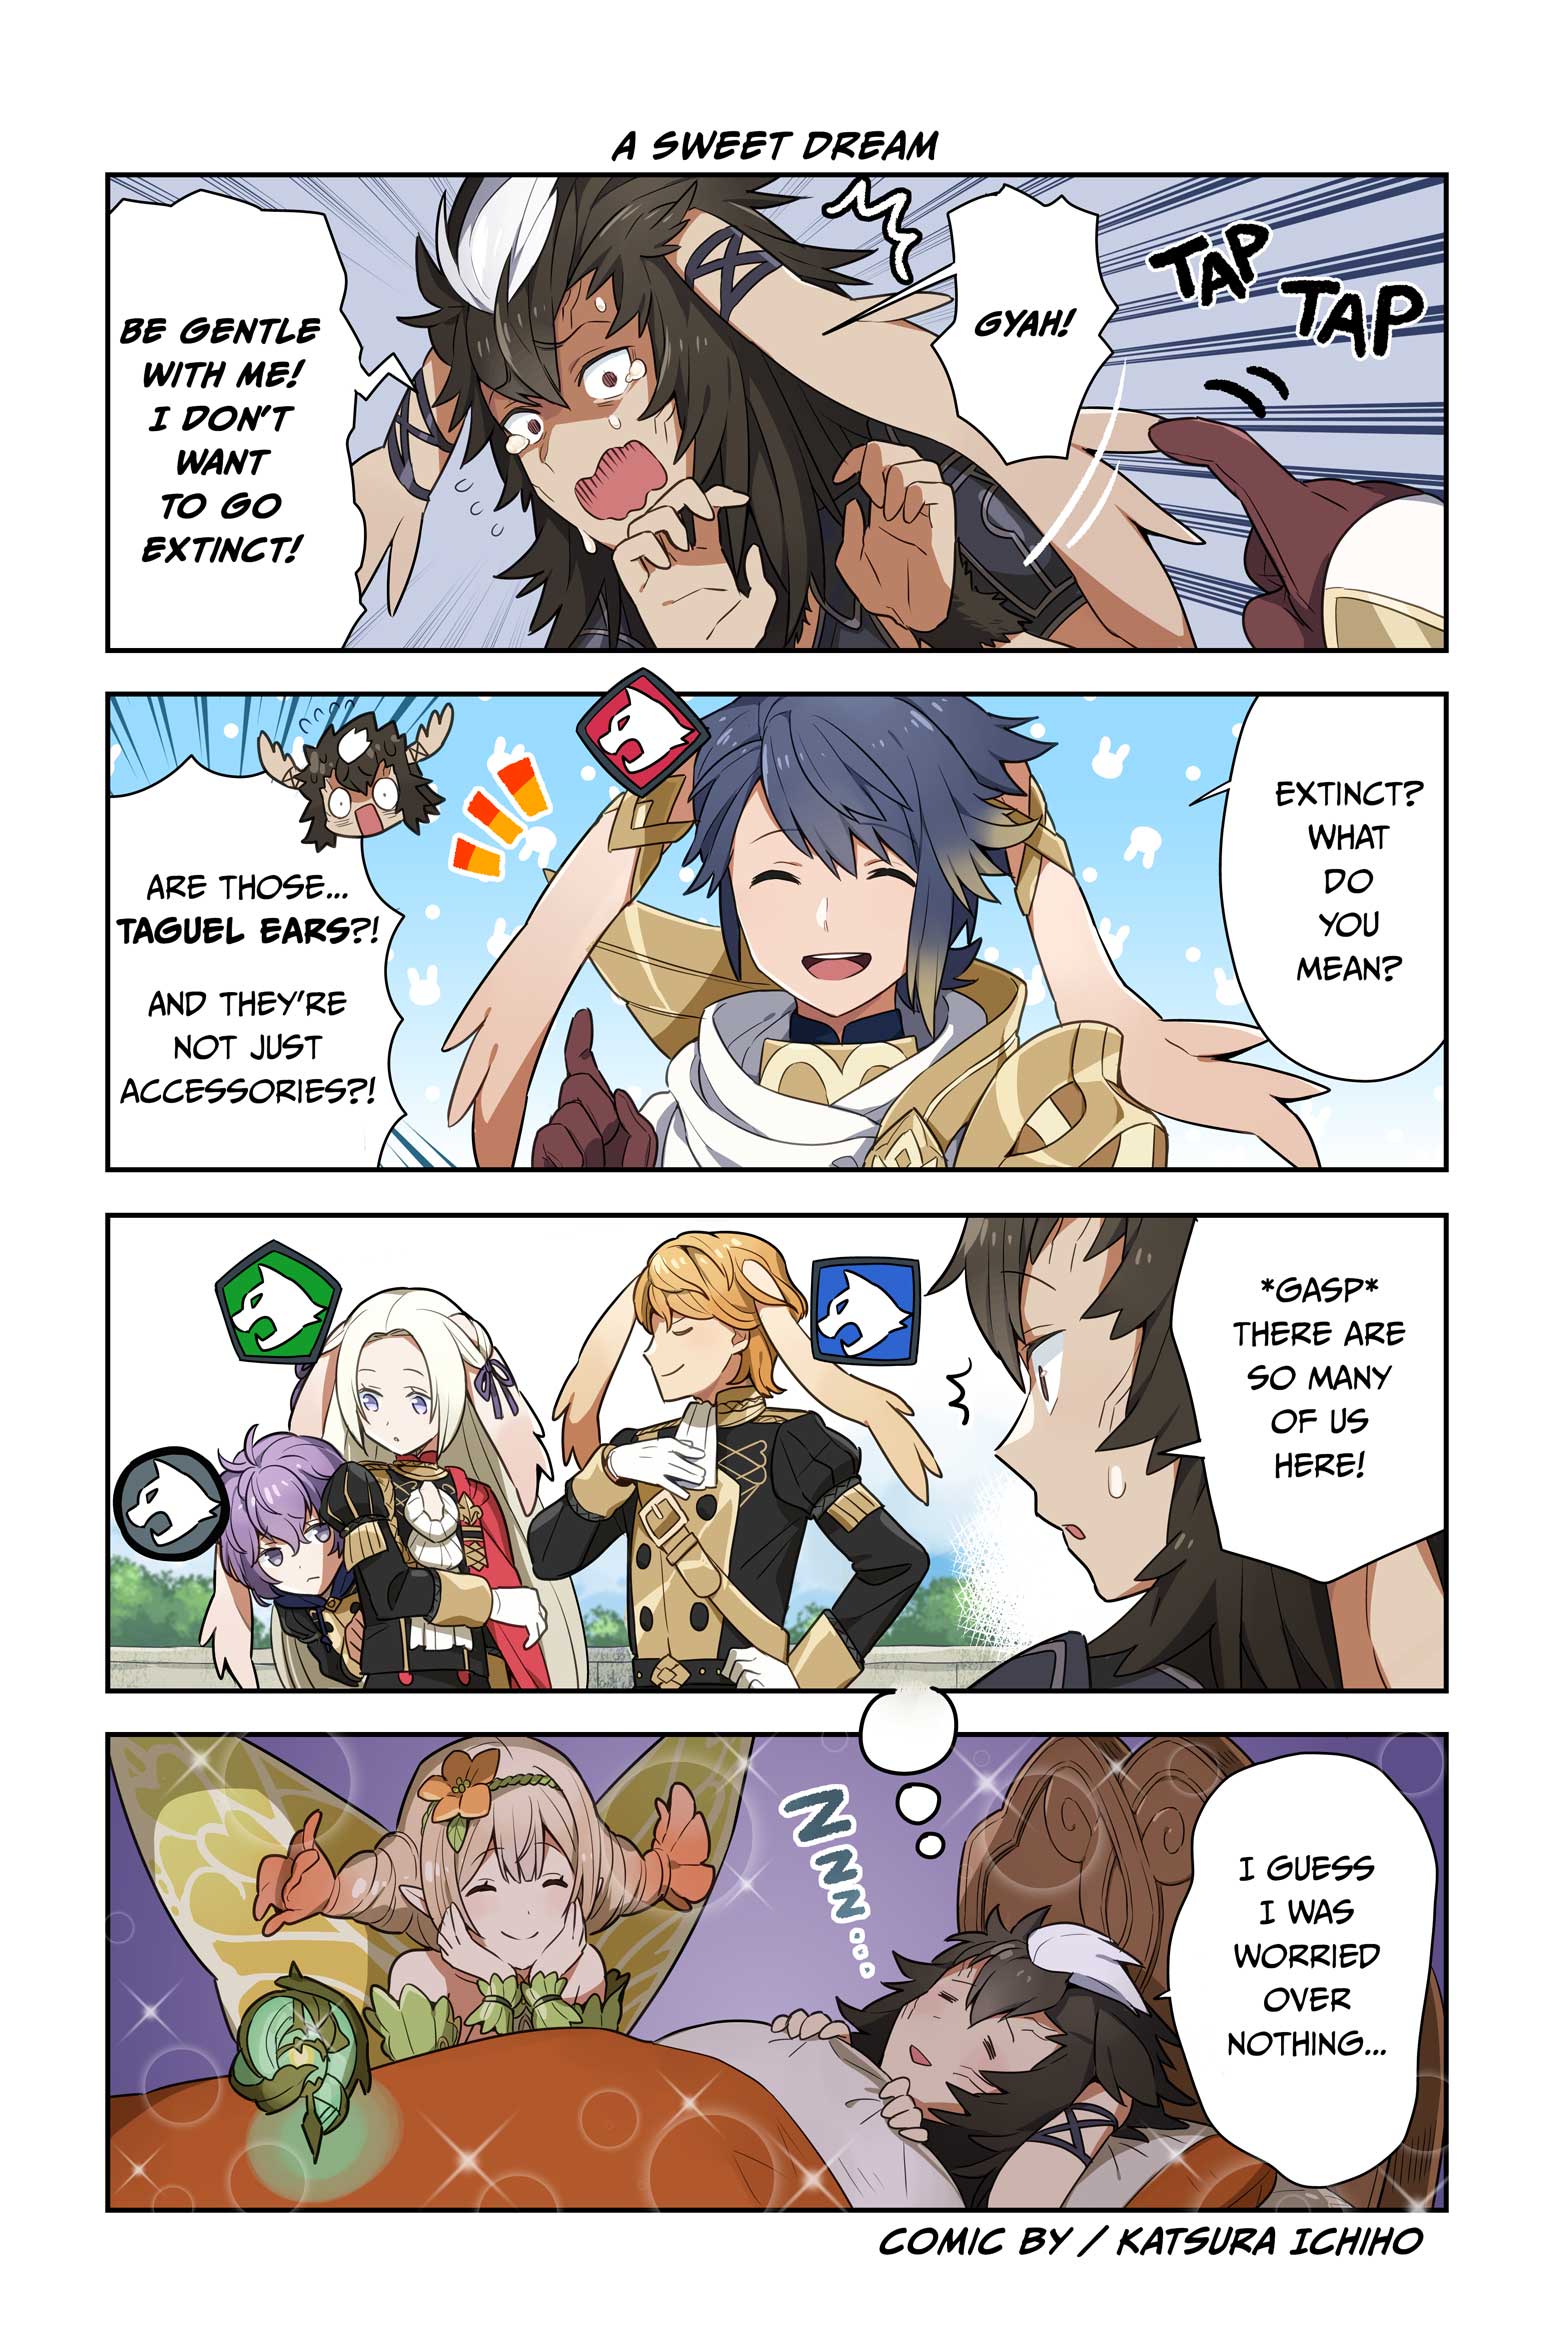 A SWEET DREAM
BE GENTLE
WITH ME!
I DON'T
WANT
TO GO
EXTINCT!
GYAH!
TAP
TAP
ARE THOSE...
TAGUEL EARS?!
AND THEY'RE
NOT JUST
ACCESSORIES?!
EXTINCT?
WHAT
DO
YOU
MEAN?
*GASP*
THERE ARE
SO MANY
OF US
HERE!
NNN...
I GUESS
I WAS
WORRIED
OVER
NOTHING...
COMIC BY / KATSURA ICHIHO